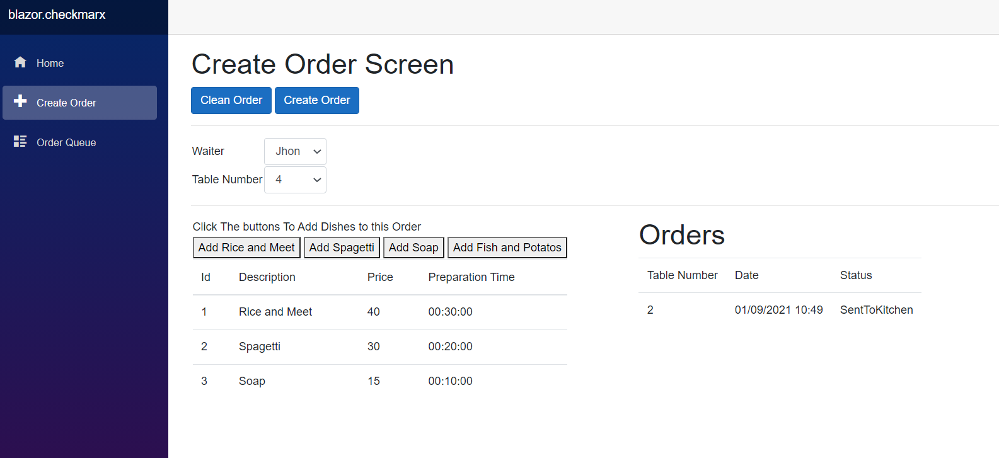 blazor.checkmarx
Home
Create Order
Order Queue
Create Order Screen
Clean Order Create Order
Waiter Jhon
Table Number 4
Click The buttons To Add Dishes to this Order
Add Rice and Meet Add Spagetti Add Soap Add Fish and Potatos
Id Description Price Preparation Time
1 Rice and Meet 40 00:30:00
2 Spagetti 30 00:20:00
3 Soap 15 00:10:00
Orders
Table Number Date Status
2 01/09/2021 10:49 SentToKitchen